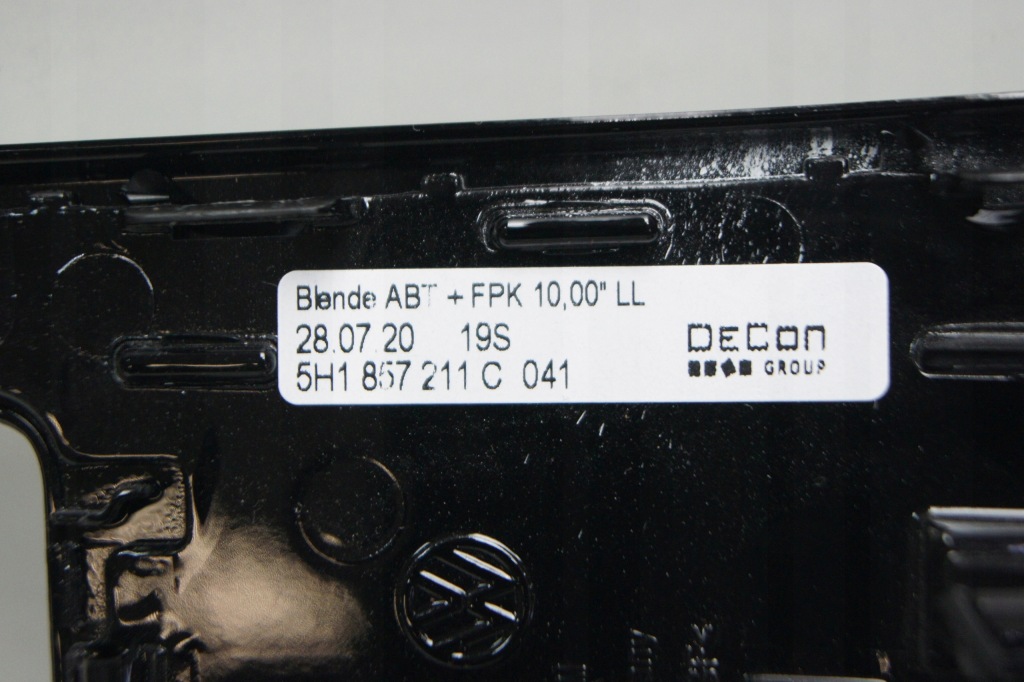 Blende ABT + FPK 10,00" LL
28.07.20 19S
5H1 857 211 C 041
DeCon
GROUP